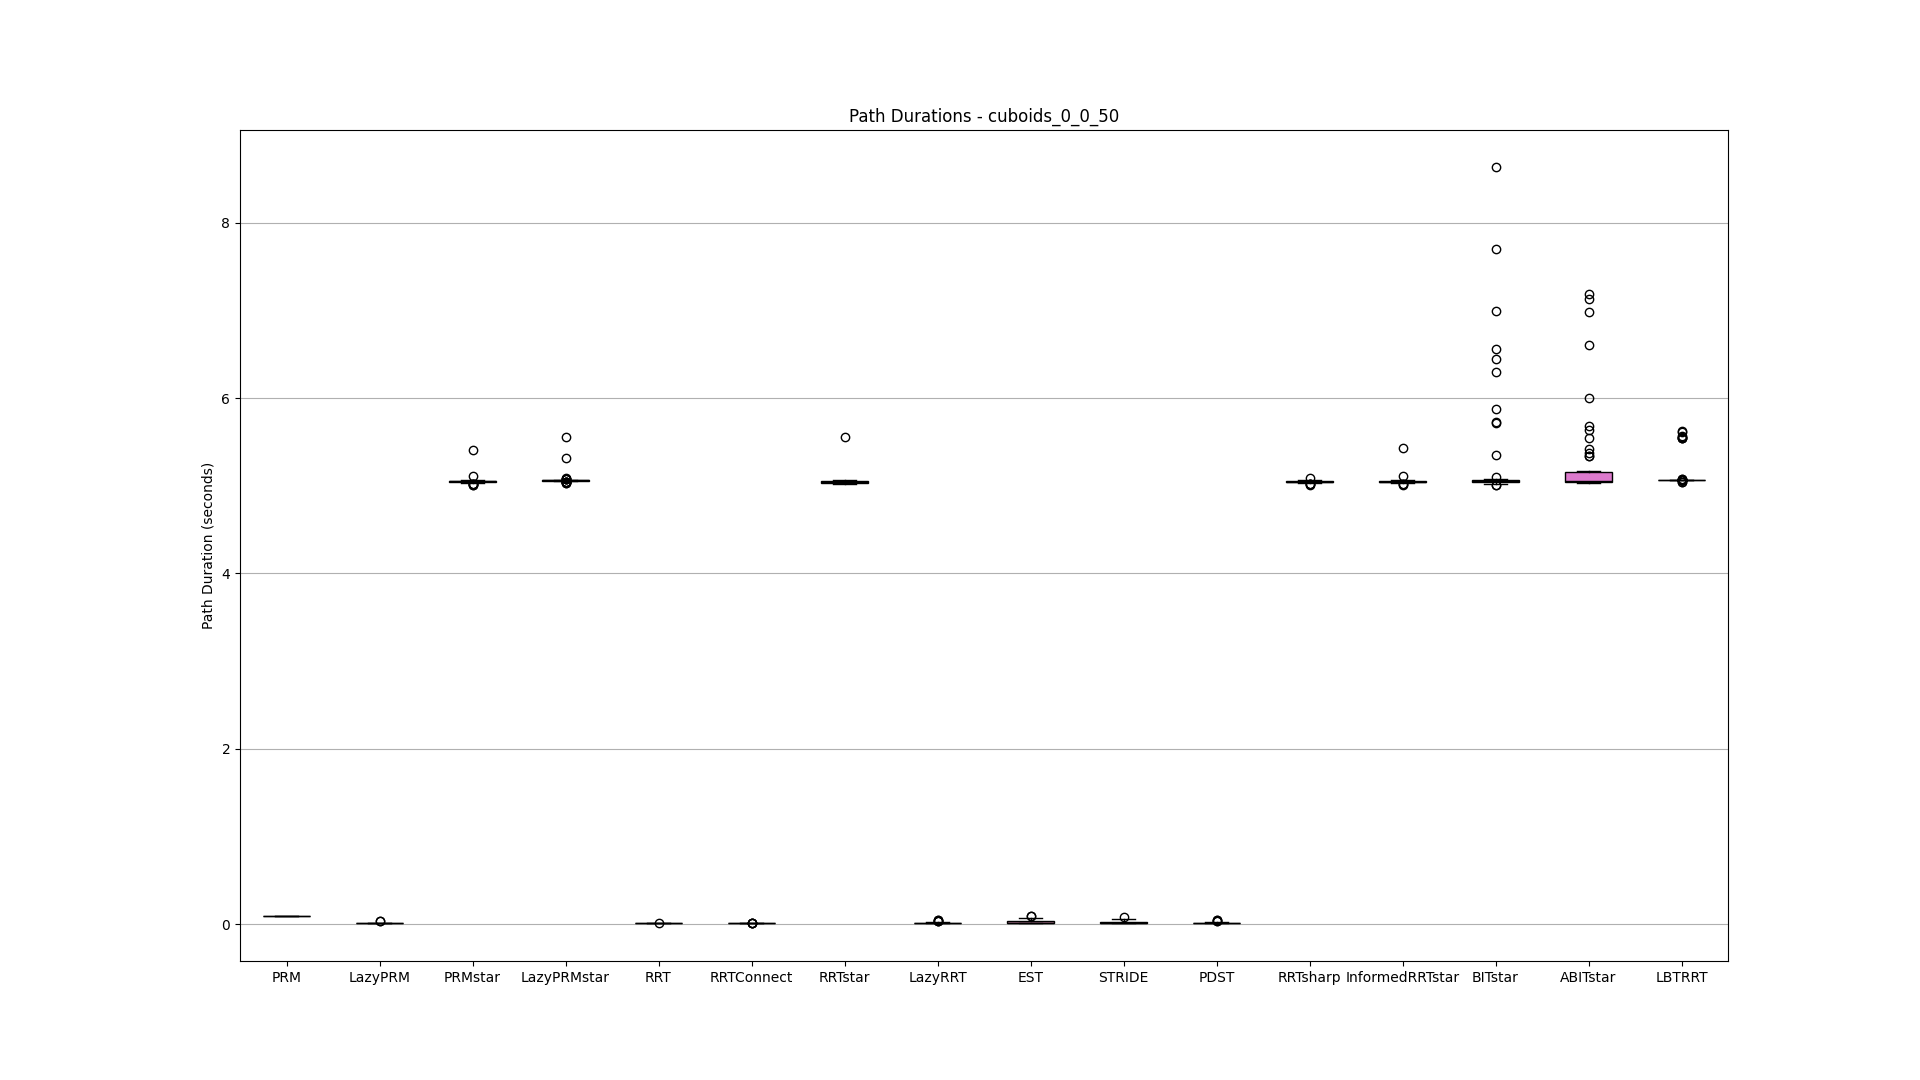 Path Durations - cuboids_0_0_50
Path Duration (seconds)
8
6
4
2
0
PRM LazyPRM PRMstar LazyPRMstar RRT RRTConnect RRTstar LazyRRT EST STRIDE PDST RRTsharp InformedRRTstar BITstar ABITstar LBTRRT